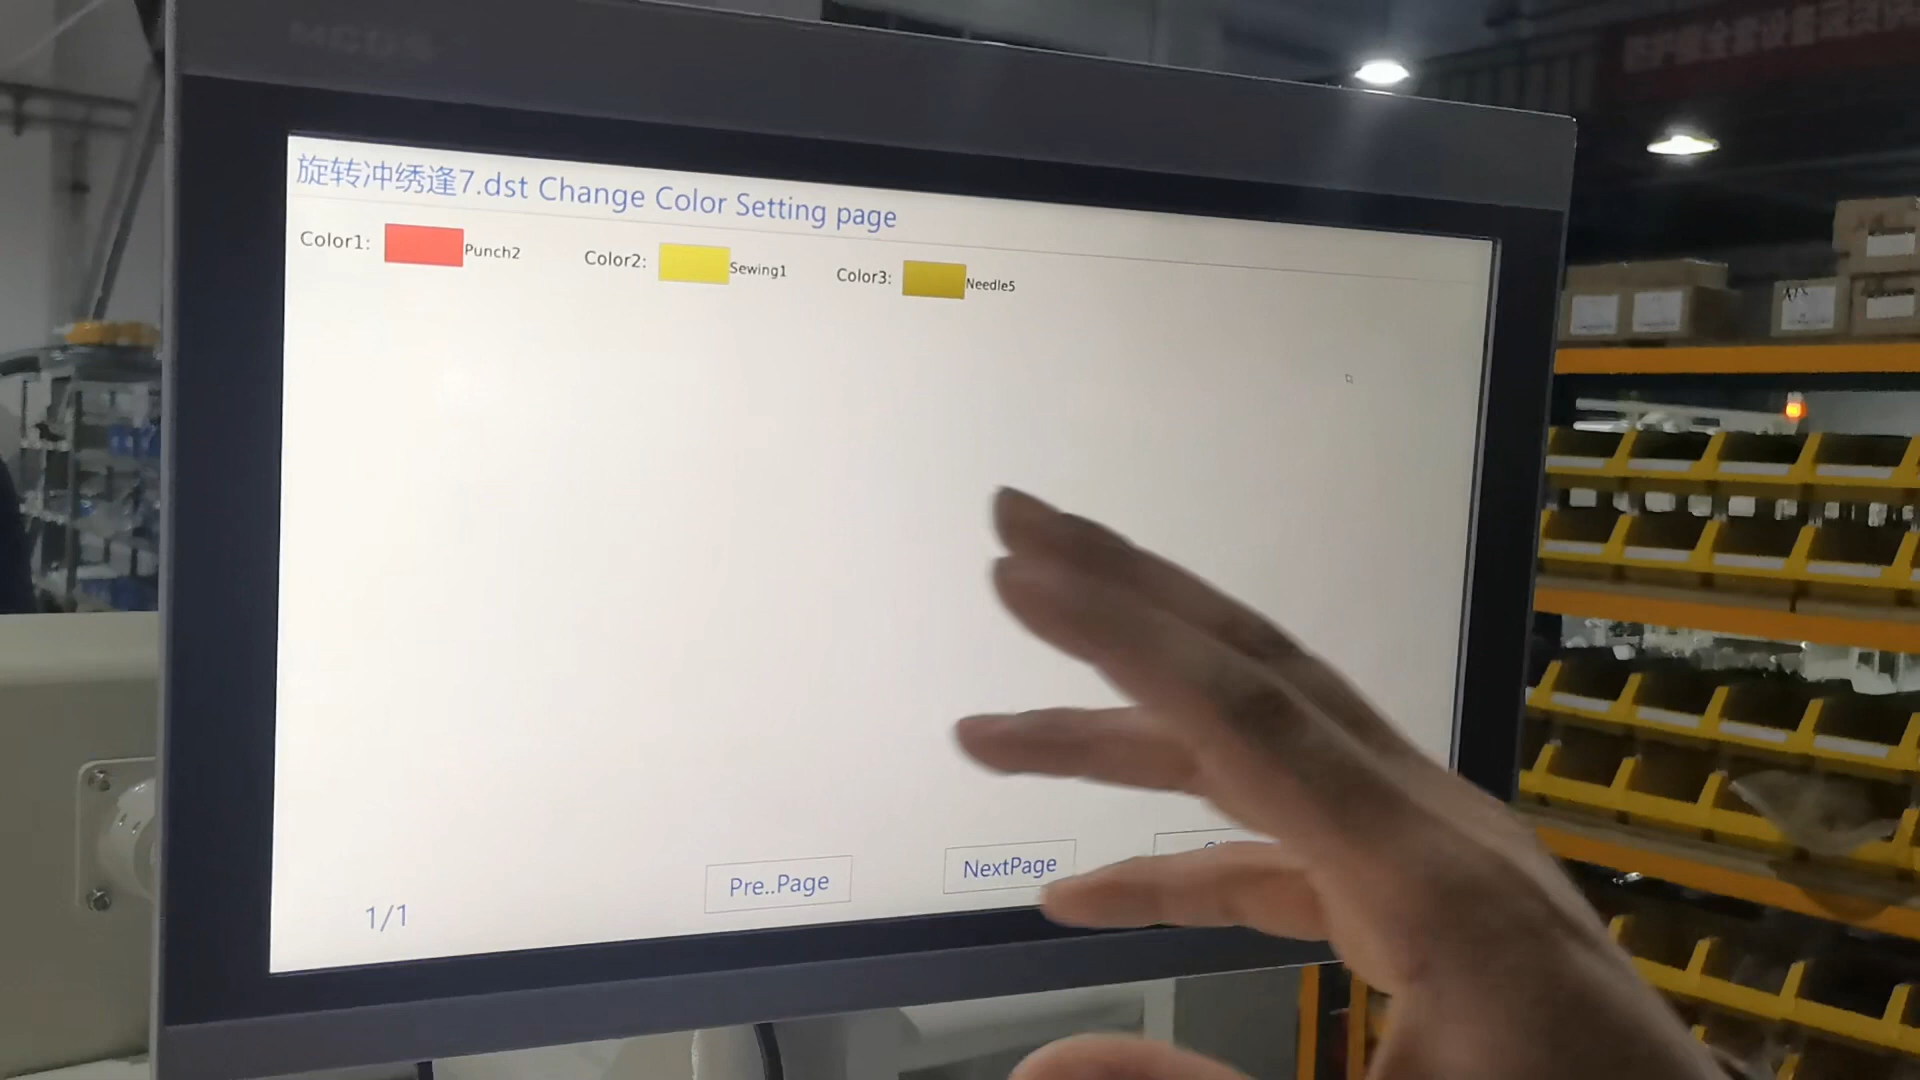 旋转冲绣逢7.dst Change Color Setting page
Color1: Punch2 Color2: Sewing1 Color3: Needle5
Pre..Page NextPage
1/1